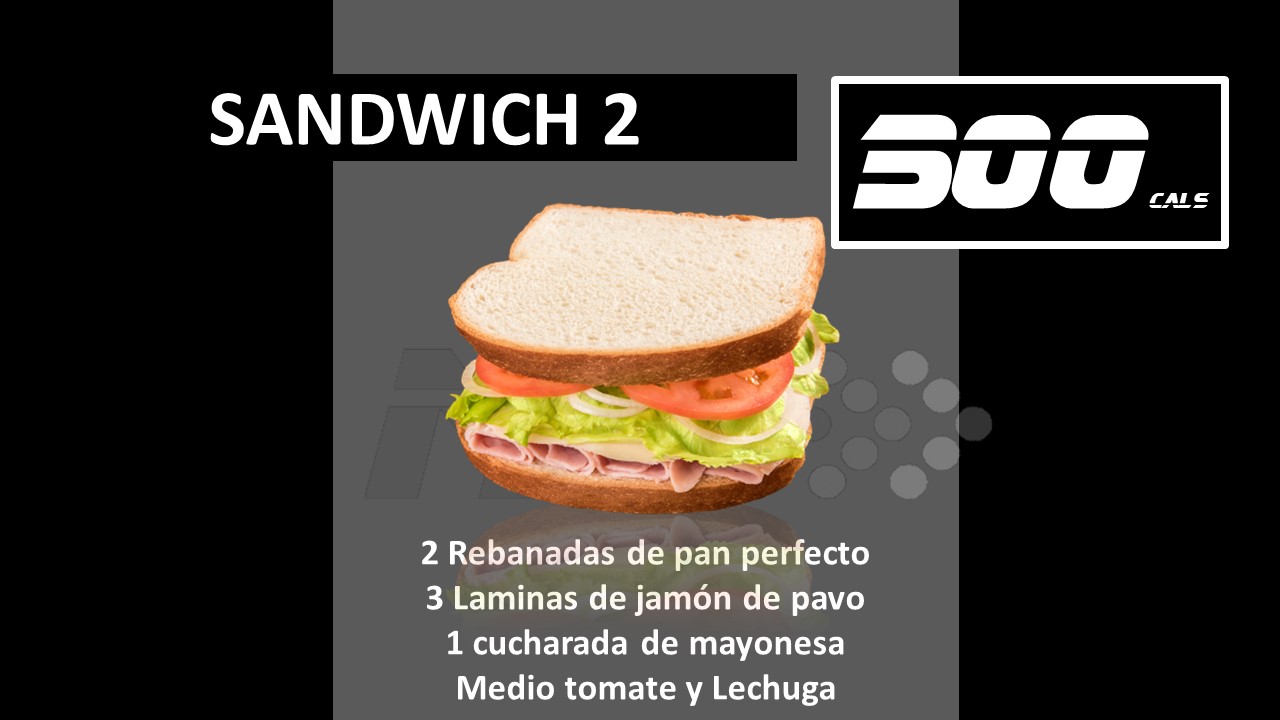 SANDWICH 2
300 CALS
2 Rebanadas de pan perfecto
3 Laminas de jamón de pavo
1 cucharada de mayonesa
Medio tomate y Lechuga